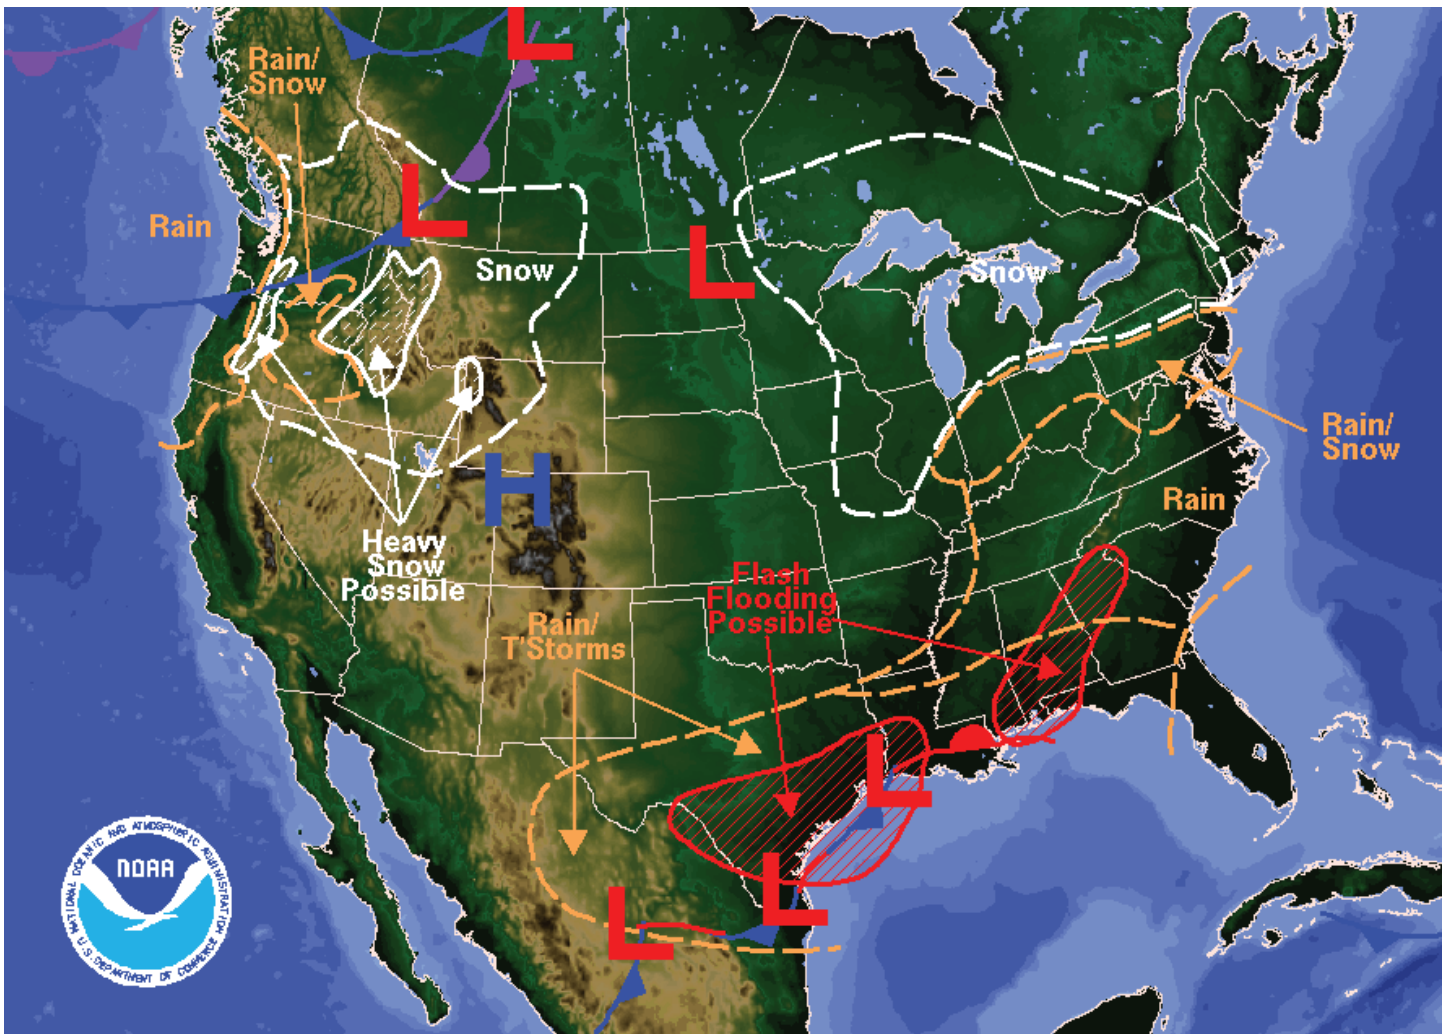 L
Rain/
Snow
L
Rain
L
Snow
Snow
H
Rain/
Snow
Rain
Heavy
Snow
Possible
Flash
Flooding
Possible
Rain/
T'Storms
L
L
L
NATIONAL OCEANIC AND ATMOSPHERIC ADMINISTRATION
NOAA
U.S. DEPARTMENT OF COMMERCE